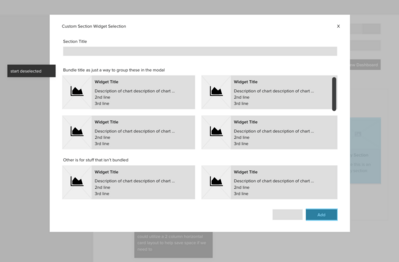 Custom Section Widget Selection
X
Section Title
start deselected
Bundle title as just a way to group these in the modal
Widget Title
Description of chart description of chart ...
2nd line
3rd line
Widget Title
Description of chart description of chart ...
2nd line
3rd line
Widget Title
Description of chart description of chart ...
2nd line
3rd line
Widget Title
Description of chart description of chart ...
2nd line
3rd line
Other is for stuff that isn't bundled
Widget Title
Description of chart description of chart ...
2nd line
3rd line
Widget Title
Description of chart description of chart ...
2nd line
3rd line
Add